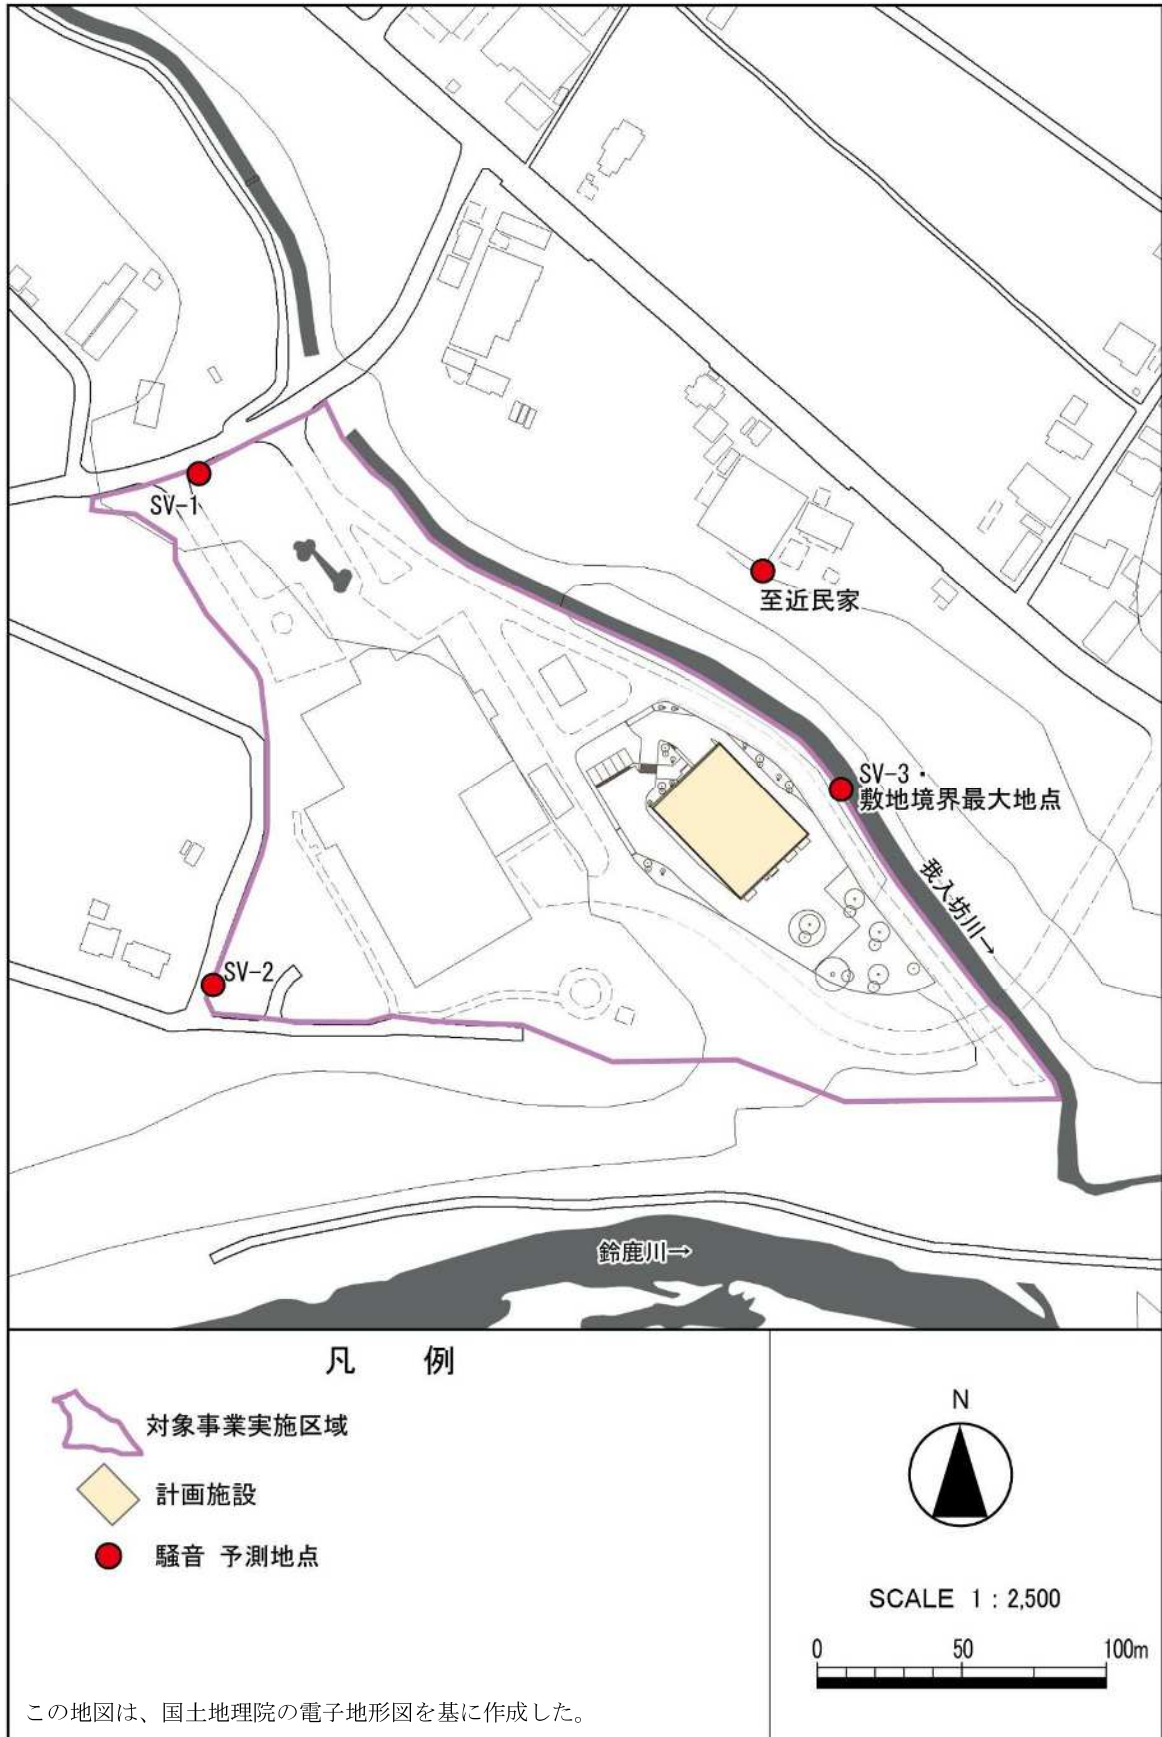 SV-1
至近民家
SV-3・
敷地境界最大地点
我入坊川→
SV-2
鈴鹿川→
凡 例
対象事業実施区域
計画施設
騒音 予測地点
N
SCALE 1:2,500
0 50 100m
この地図は、国土地理院の電子地形図を基に作成した。